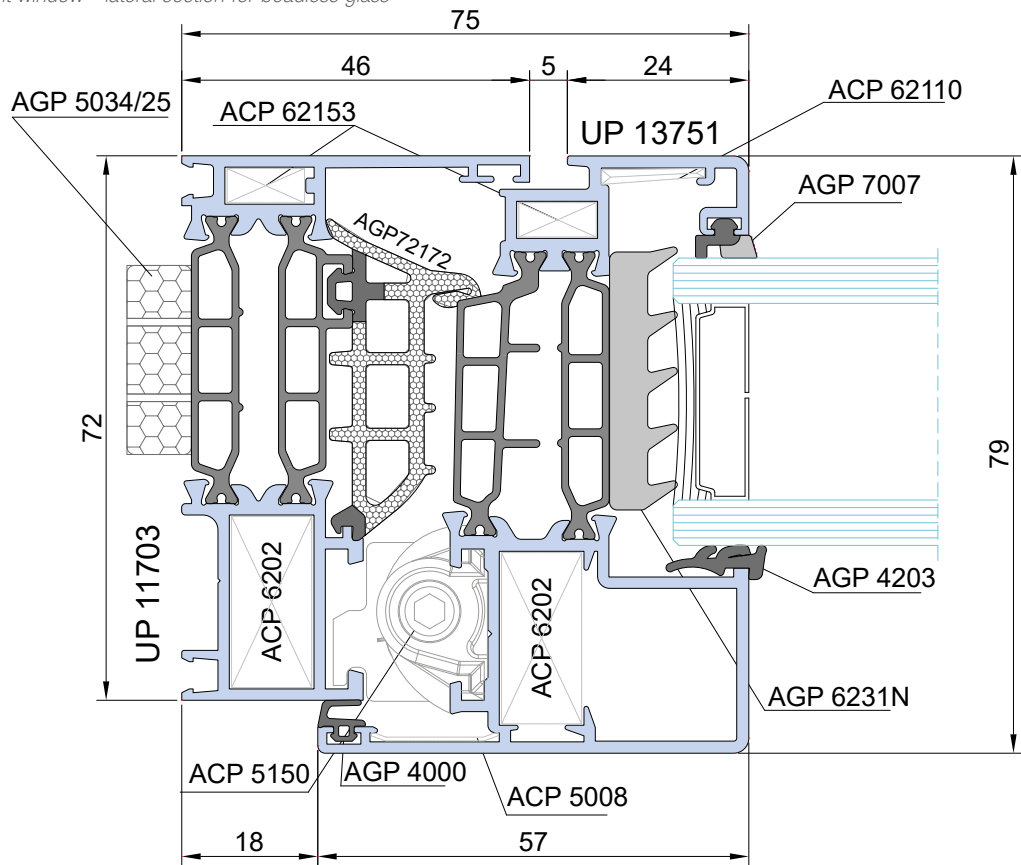 window - lateral section for beadless glass
75
46
5
24
AGP 5034/25
ACP 62153
UP 13751
ACP 62110
AGP 7007
AGP72172
72
79
UP 11703
ACP 6202
ACP 6202
AGP 4203
AGP 6231N
ACP 5150
AGP 4000
ACP 5008
18
57